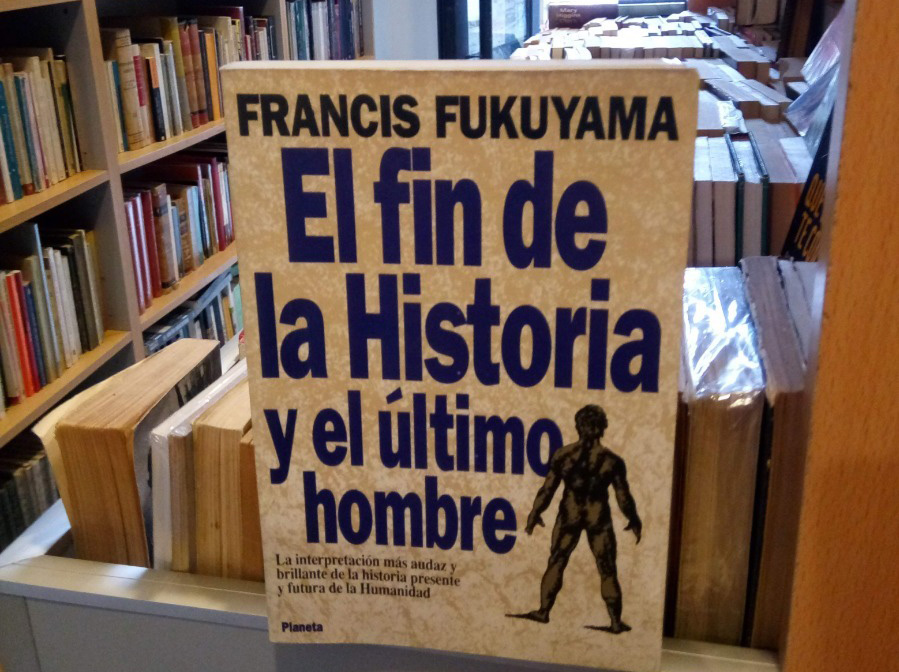 FRANCIS FUKUYAMA
El fin de
la Historia
y el último
hombre
La interpretación más audaz y
brillante de la historia presente
y futura de la Humanidad
Planeta